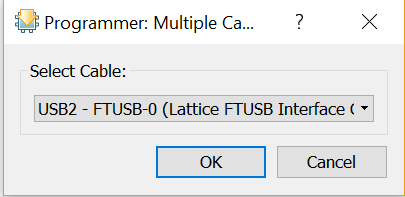 Programmer: Multiple Ca...
?
Select Cable:
USB2 - FTUSB-0 (Lattice FTUSB Interface
OK
Cancel